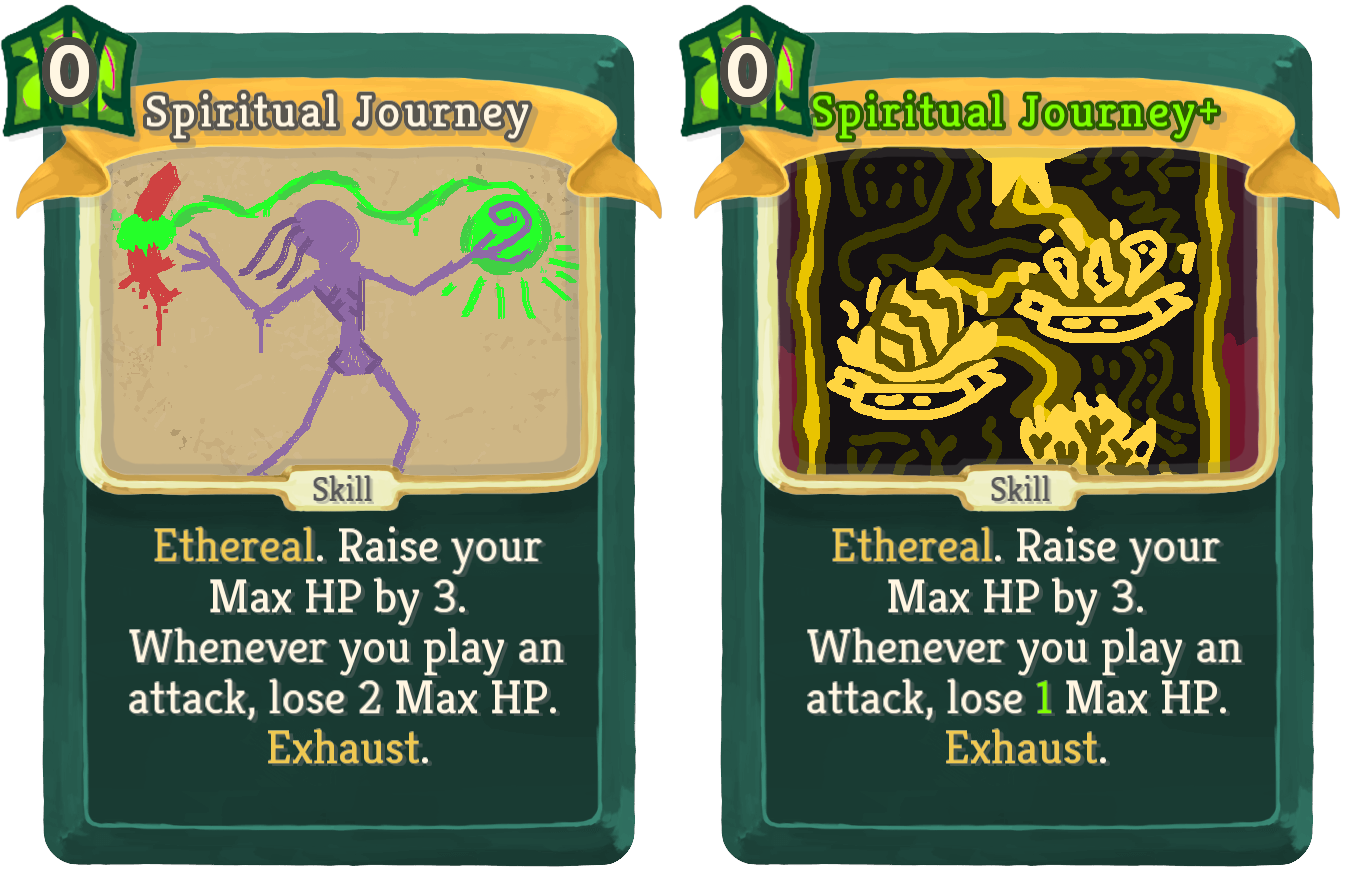 0
Spiritual Journey
Skill
Ethereal. Raise your
Max HP by 3.
Whenever you play an
attack, lose 2 Max HP.
Exhaust.
0
Spiritual Journey+
Skill
Ethereal. Raise your
Max HP by 3.
Whenever you play an
attack, lose 1 Max HP.
Exhaust.